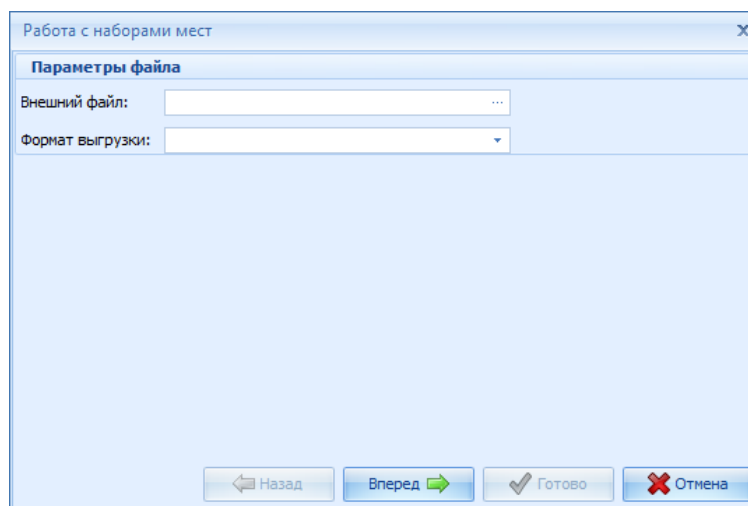 Работа с наборами мест
Параметры файла
Внешний файл:
Формат выгрузки:
Назад Вперед Готово Отмена